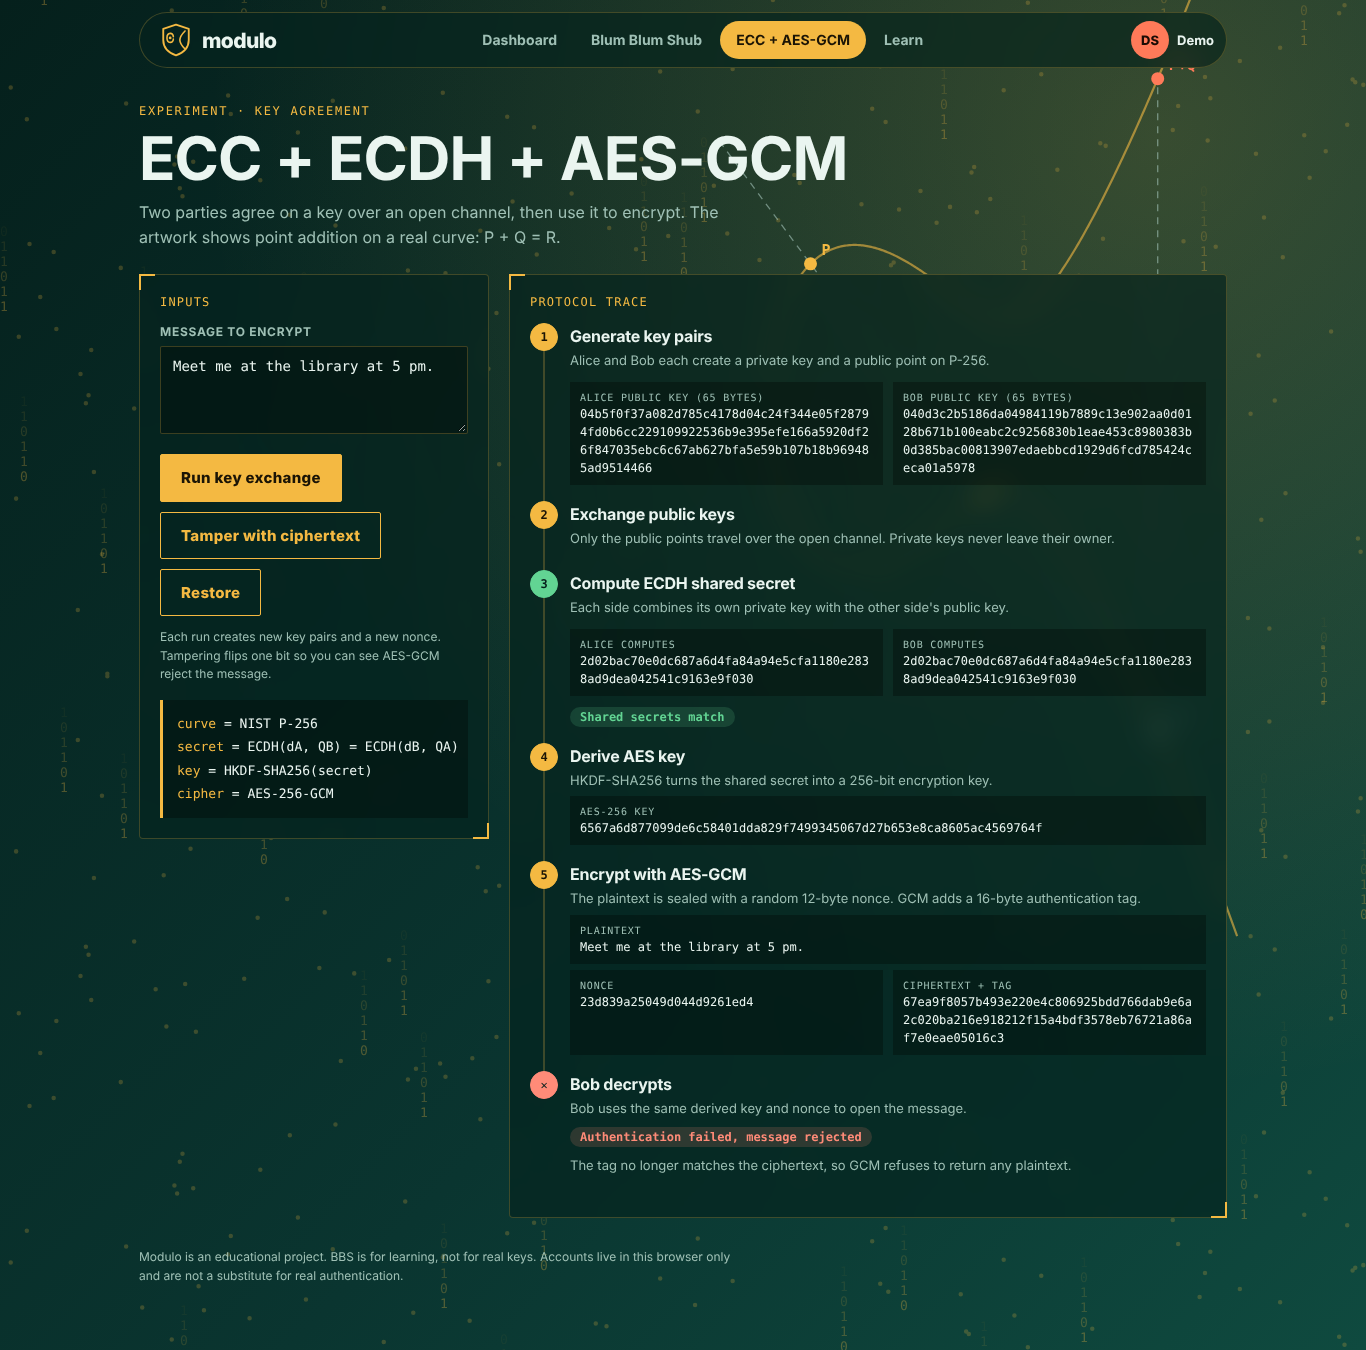 modulo
Dashboard
Blum Blum Shub
ECC + AES-GCM
Learn
DS
Demo
EXPERIMENT · KEY AGREEMENT
ECC + ECDH + AES-GCM
Two parties agree on a key over an open channel, then use it to encrypt. The
artwork shows point addition on a real curve: P + Q = R.
P
INPUTS
MESSAGE TO ENCRYPT
Meet me at the library at 5 pm.
Run key exchange
Tamper with ciphertext
Restore
Each run creates new key pairs and a new nonce.
Tampering flips one bit so you can see AES-GCM
reject the message.
curve = NIST P-256
secret = ECDH(dA, QB) = ECDH(dB, QA)
key = HKDF-SHA256(secret)
cipher = AES-256-GCM
PROTOCOL TRACE
1
Generate key pairs
Alice and Bob each create a private key and a public point on P-256.
ALICE PUBLIC KEY (65 BYTES)
04b5f0f37a082d785c4178d04c24f344e05f2879
4fd0b6cc229109922536b9e395efe166a5920df2
6f847035ebc6c67ab627bfa5e59b107b18b96948
5ad9514466
BOB PUBLIC KEY (65 BYTES)
040d3c2b5186da04984119b7889c13e902aa0d01
28b671b100eabc2c9256830b1eae453c8980383b
0d385bac00813907edaebbcd1929d6fcd785424c
eca01a5978
2
Exchange public keys
Only the public points travel over the open channel. Private keys never leave their owner.
3
Compute ECDH shared secret
Each side combines its own private key with the other side's public key.
ALICE COMPUTES
2d02bac70e0dc687a6d4fa84a94e5cfa1180e283
8ad9dea042541c9163e9f030
BOB COMPUTES
2d02bac70e0dc687a6d4fa84a94e5cfa1180e283
8ad9dea042541c9163e9f030
Shared secrets match
4
Derive AES key
HKDF-SHA256 turns the shared secret into a 256-bit encryption key.
AES-256 KEY
6567a6d877099de6c58401dda829f7499345067d27b653e8ca8605ac4569764f
5
Encrypt with AES-GCM
The plaintext is sealed with a random 12-byte nonce. GCM adds a 16-byte authentication tag.
PLAINTEXT
Meet me at the library at 5 pm.
NONCE
23d839a25049d044d9261ed4
CIPHERTEXT + TAG
67ea9f8057b493e220e4c806925bdd766dab9e6a
2c020ba216e918212f15a4bdf3578eb76721a86a
f7e0eae05016c3
×
Bob decrypts
Bob uses the same derived key and nonce to open the message.
Authentication failed, message rejected
The tag no longer matches the ciphertext, so GCM refuses to return any plaintext.
Modulo is an educational project. BBS is for learning, not for real keys. Accounts live in this browser only
and are not a substitute for real authentication.